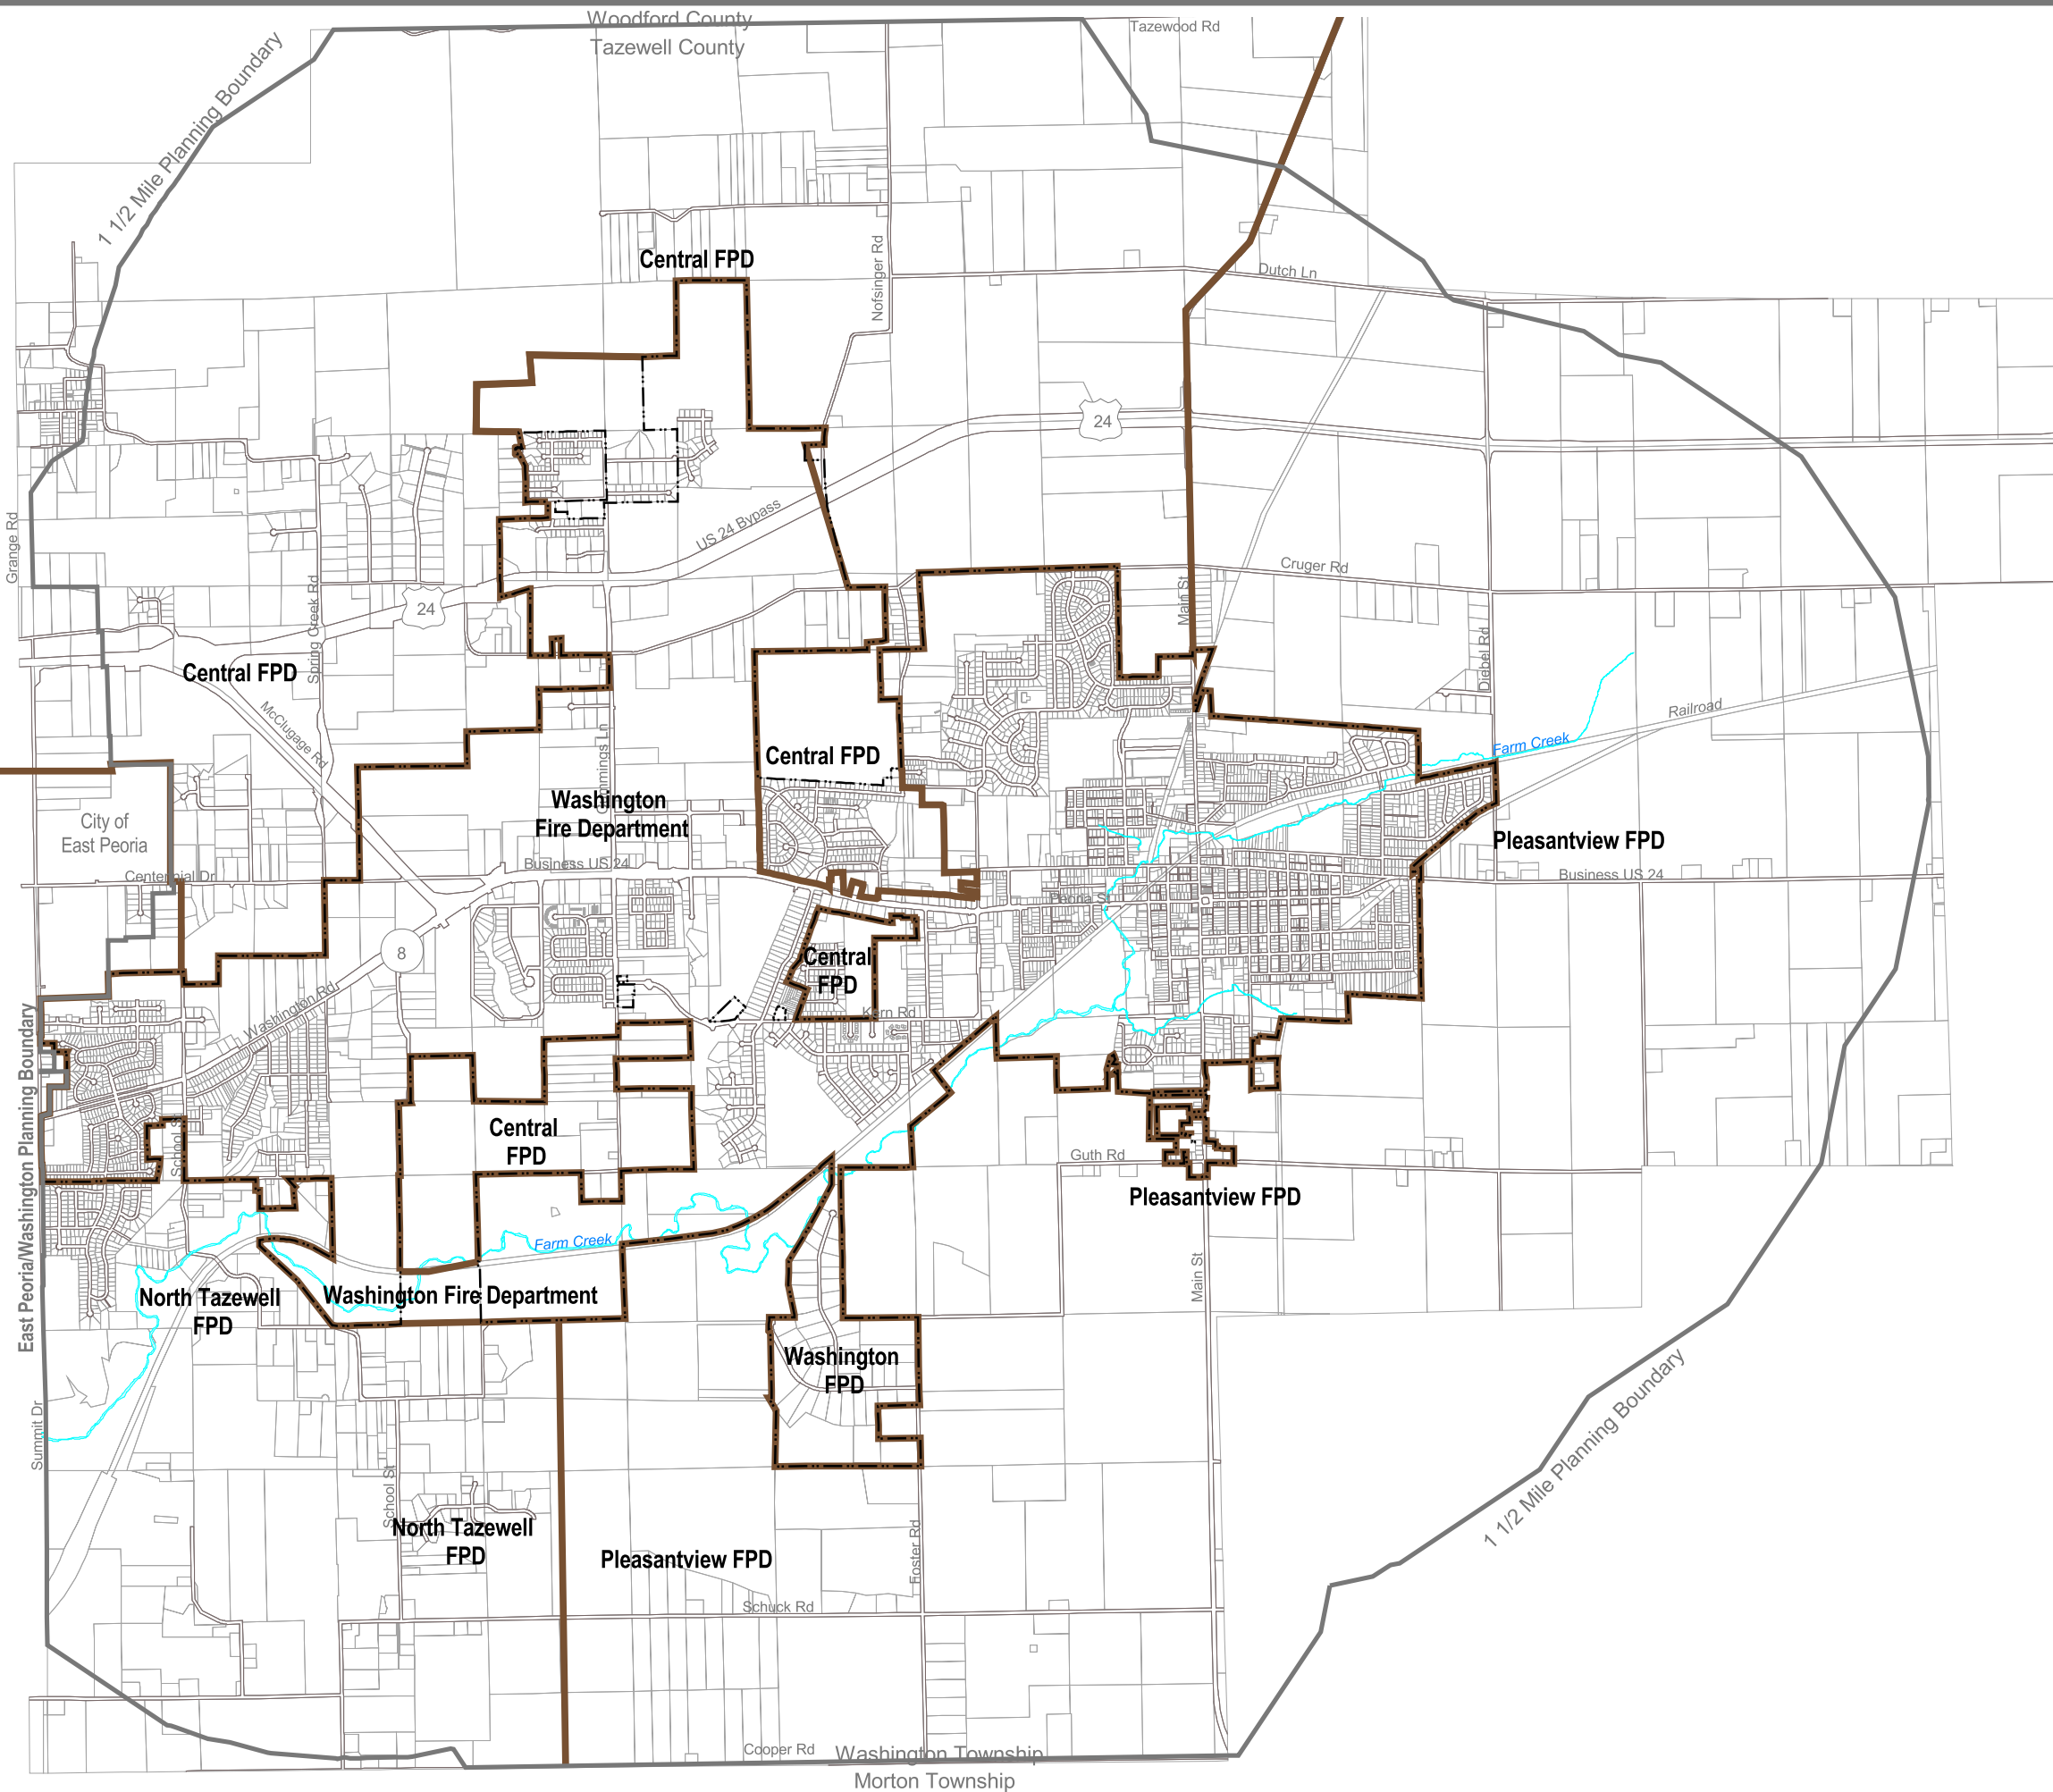 Woodford County
Tazewell County
Tazewood Rd
1 1/2 Mile Planning Boundary
Central FPD
Nofsinger Rd
Dutch Ln
24
US 24 Bypass
Grange Rd
Cruger Rd
Spring Creek Rd
24
Main St
Diebel Rd
Central FPD
McClugage Rd
Cummings Ln
Railroad
Farm Creek
Central FPD
Washington
Fire Department
City of
East Peoria
Pleasantview FPD
Business US 24
Centennial Dr
Business US 24
Peoria St
8
Central
FPD
Washington Rd
Kern Rd
East Peoria/Washington Planning Boundary
School St
Central
FPD
Guth Rd
Pleasantview FPD
Farm Creek
Main St
North Tazewell
FPD
Washington Fire Department
Washington
FPD
Summit Dr
1 1/2 Mile Planning Boundary
School St
North Tazewell
FPD
Pleasantview FPD
Foster Rd
Schuck Rd
Cooper Rd
Washington Township
Morton Township